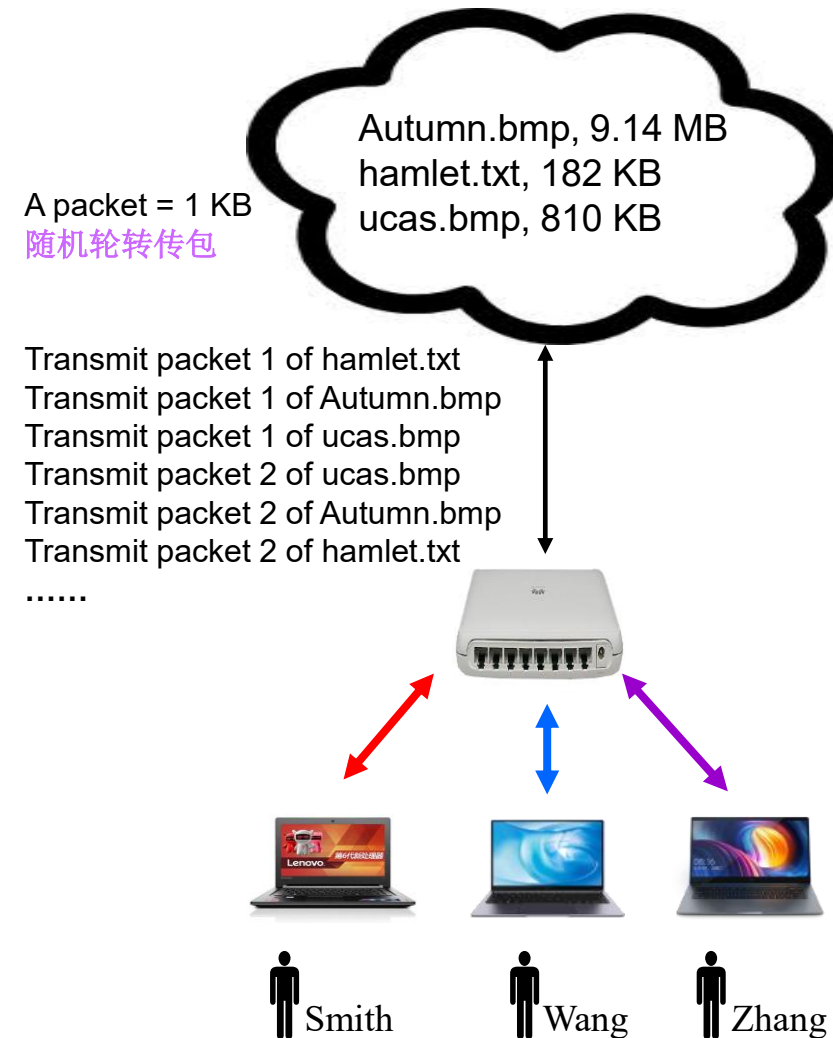 Autumn.bmp, 9.14 MB
hamlet.txt, 182 KB
ucas.bmp, 810 KB
A packet = 1 KB
随机轮转传包
Transmit packet 1 of hamlet.txt
Transmit packet 1 of Autumn.bmp
Transmit packet 1 of ucas.bmp
Transmit packet 2 of ucas.bmp
Transmit packet 2 of Autumn.bmp
Transmit packet 2 of hamlet.txt
……
Lenovo
Smith
Wang
Zhang